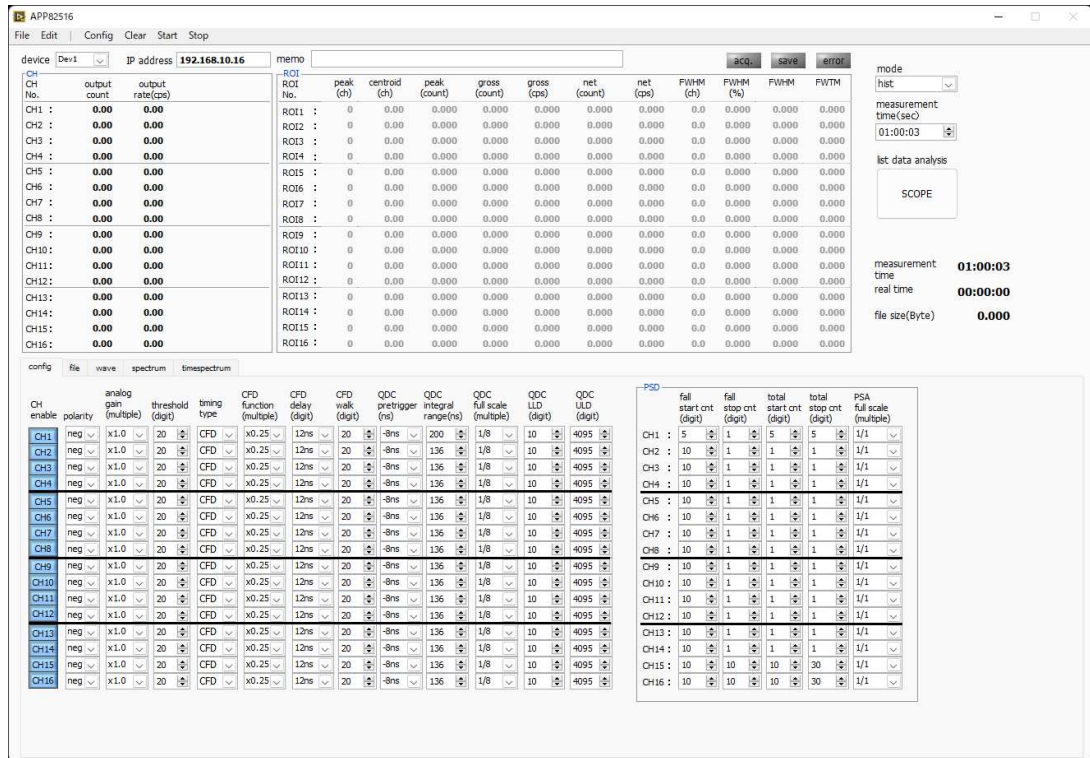 APP82516
File Edit | Config Clear Start Stop
device Dev1 IP address 192.168.10.16 memo acq. save error
mode
hist
measurement
time(sec)
01:00:03
list data analysis
SCOPE
measurement
time 01:00:03
real time 00:00:00
file size(Byte) 0.000
CH
CH No. output count output rate(cps)
CH1 : 0.00 0.00
CH2 : 0.00 0.00
CH3 : 0.00 0.00
CH4 : 0.00 0.00
CH5 : 0.00 0.00
CH6 : 0.00 0.00
CH7 : 0.00 0.00
CH8 : 0.00 0.00
CH9 : 0.00 0.00
CH10 : 0.00 0.00
CH11 : 0.00 0.00
CH12 : 0.00 0.00
CH13 : 0.00 0.00
CH14 : 0.00 0.00
CH15 : 0.00 0.00
CH16 : 0.00 0.00
ROI
ROI No. peak (ch) centroid (ch) peak (count) gross (count) gross (cps) net (count) net (cps) FWHM (ch) FWHM (%) FWHM FWTM
ROI1 : 0 0.00 0.000 0.000 0.000 0.000 0.000 0.0 0.000 0.000 0.000
ROI2 : 0 0.00 0.000 0.000 0.000 0.000 0.000 0.0 0.000 0.000 0.000
ROI3 : 0 0.00 0.000 0.000 0.000 0.000 0.000 0.0 0.000 0.000 0.000
ROI4 : 0 0.00 0.000 0.000 0.000 0.000 0.000 0.0 0.000 0.000 0.000
ROI5 : 0 0.00 0.000 0.000 0.000 0.000 0.000 0.0 0.000 0.000 0.000
ROI6 : 0 0.00 0.000 0.000 0.000 0.000 0.000 0.0 0.000 0.000 0.000
ROI7 : 0 0.00 0.000 0.000 0.000 0.000 0.000 0.0 0.000 0.000 0.000
ROI8 : 0 0.00 0.000 0.000 0.000 0.000 0.000 0.0 0.000 0.000 0.000
ROI9 : 0 0.00 0.000 0.000 0.000 0.000 0.000 0.0 0.000 0.000 0.000
ROI10 : 0 0.00 0.000 0.000 0.000 0.000 0.000 0.0 0.000 0.000 0.000
ROI11 : 0 0.00 0.000 0.000 0.000 0.000 0.000 0.0 0.000 0.000 0.000
ROI12 : 0 0.00 0.000 0.000 0.000 0.000 0.000 0.0 0.000 0.000 0.000
ROI13 : 0 0.00 0.000 0.000 0.000 0.000 0.000 0.0 0.000 0.000 0.000
ROI14 : 0 0.00 0.000 0.000 0.000 0.000 0.000 0.0 0.000 0.000 0.000
ROI15 : 0 0.00 0.000 0.000 0.000 0.000 0.000 0.0 0.000 0.000 0.000
ROI16 : 0 0.00 0.000 0.000 0.000 0.000 0.000 0.0 0.000 0.000 0.000
config file wave spectrum timespectrum
CH enable polarity analog gain (multiple) threshold (digit) timing type CFD function (multiple) CFD delay (digit) CFD walk (digit) QDC pretrigger (ns) QDC integral range(ns) QDC full scale (multiple) QDC LLD (digit) QDC ULD (digit)
CH1 neg x1.0 20 CFD x0.25 12ns 20 -8ns 200 1/8 10 4095
CH2 neg x1.0 20 CFD x0.25 12ns 20 -8ns 136 1/8 10 4095
CH3 neg x1.0 20 CFD x0.25 12ns 20 -8ns 136 1/8 10 4095
CH4 neg x1.0 20 CFD x0.25 12ns 20 -8ns 136 1/8 10 4095
CH5 neg x1.0 20 CFD x0.25 12ns 20 -8ns 136 1/8 10 4095
CH6 neg x1.0 20 CFD x0.25 12ns 20 -8ns 136 1/8 10 4095
CH7 neg x1.0 20 CFD x0.25 12ns 20 -8ns 136 1/8 10 4095
CH8 neg x1.0 20 CFD x0.25 12ns 20 -8ns 136 1/8 10 4095
CH9 neg x1.0 20 CFD x0.25 12ns 20 -8ns 136 1/8 10 4095
CH10 neg x1.0 20 CFD x0.25 12ns 20 -8ns 136 1/8 10 4095
CH11 neg x1.0 20 CFD x0.25 12ns 20 -8ns 136 1/8 10 4095
CH12 neg x1.0 20 CFD x0.25 12ns 20 -8ns 136 1/8 10 4095
CH13 neg x1.0 20 CFD x0.25 12ns 20 -8ns 136 1/8 10 4095
CH14 neg x1.0 20 CFD x0.25 12ns 20 -8ns 136 1/8 10 4095
CH15 neg x1.0 20 CFD x0.25 12ns 20 -8ns 136 1/8 10 4095
CH16 neg x1.0 20 CFD x0.25 12ns 20 -8ns 136 1/8 10 4095
PSD
fall start cnt (digit) fall stop cnt (digit) total start cnt (digit) total stop cnt (digit) PSA full scale (multiple)
CH1 : 5 1 5 5 1/1
CH2 : 10 1 1 1 1/1
CH3 : 10 1 1 1 1/1
CH4 : 10 1 1 1 1/1
CH5 : 10 1 1 1 1/1
CH6 : 10 1 1 1 1/1
CH7 : 10 1 1 1 1/1
CH8 : 10 1 1 1 1/1
CH9 : 10 1 1 1 1/1
CH10 : 10 1 1 1 1/1
CH11 : 10 1 1 1 1/1
CH12 : 10 1 1 1 1/1
CH13 : 10 1 1 1 1/1
CH14 : 10 1 1 1 1/1
CH15 : 10 10 10 30 1/1
CH16 : 10 10 10 30 1/1